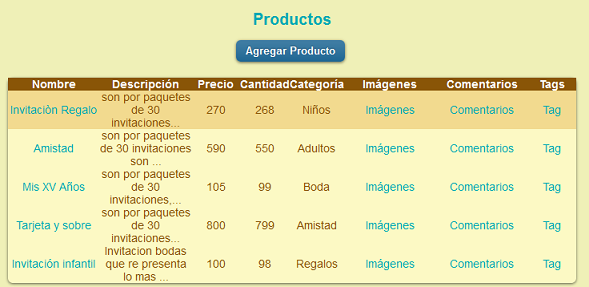 Productos
Agregar Producto
Nombre Descripción Precio Cantidad Categoría Imágenes Comentarios Tags
Invitaciòn Regalo son por paquetes de 30 invitaciones... 270 268 Niños Imágenes Comentarios Tag
Amistad son por paquetes de 30 invitaciones son ... 590 550 Adultos Imágenes Comentarios Tag
Mis XV Años son por paquetes de 30 invitaciones,... 105 99 Boda Imágenes Comentarios Tag
Tarjeta y sobre son por paquetes de 30 invitaciones... 800 799 Amistad Imágenes Comentarios Tag
Invitación infantil Invitacion bodas que re presenta lo mas ... 100 98 Regalos Imágenes Comentarios Tag